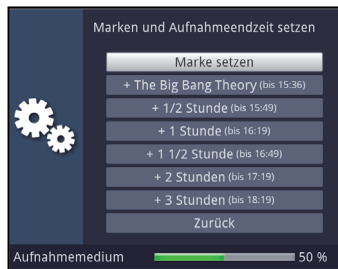 Marken und Aufnahmeendzeit setzen
Marke setzen
+ The Big Bang Theory (bis 15:36)
+ 1/2 Stunde (bis 15:49)
+ 1 Stunde (bis 16:19)
+ 1 1/2 Stunde (bis 16:49)
+ 2 Stunden (bis 17:19)
+ 3 Stunden (bis 18:19)
Zurück
Aufnahmemedium 50 %